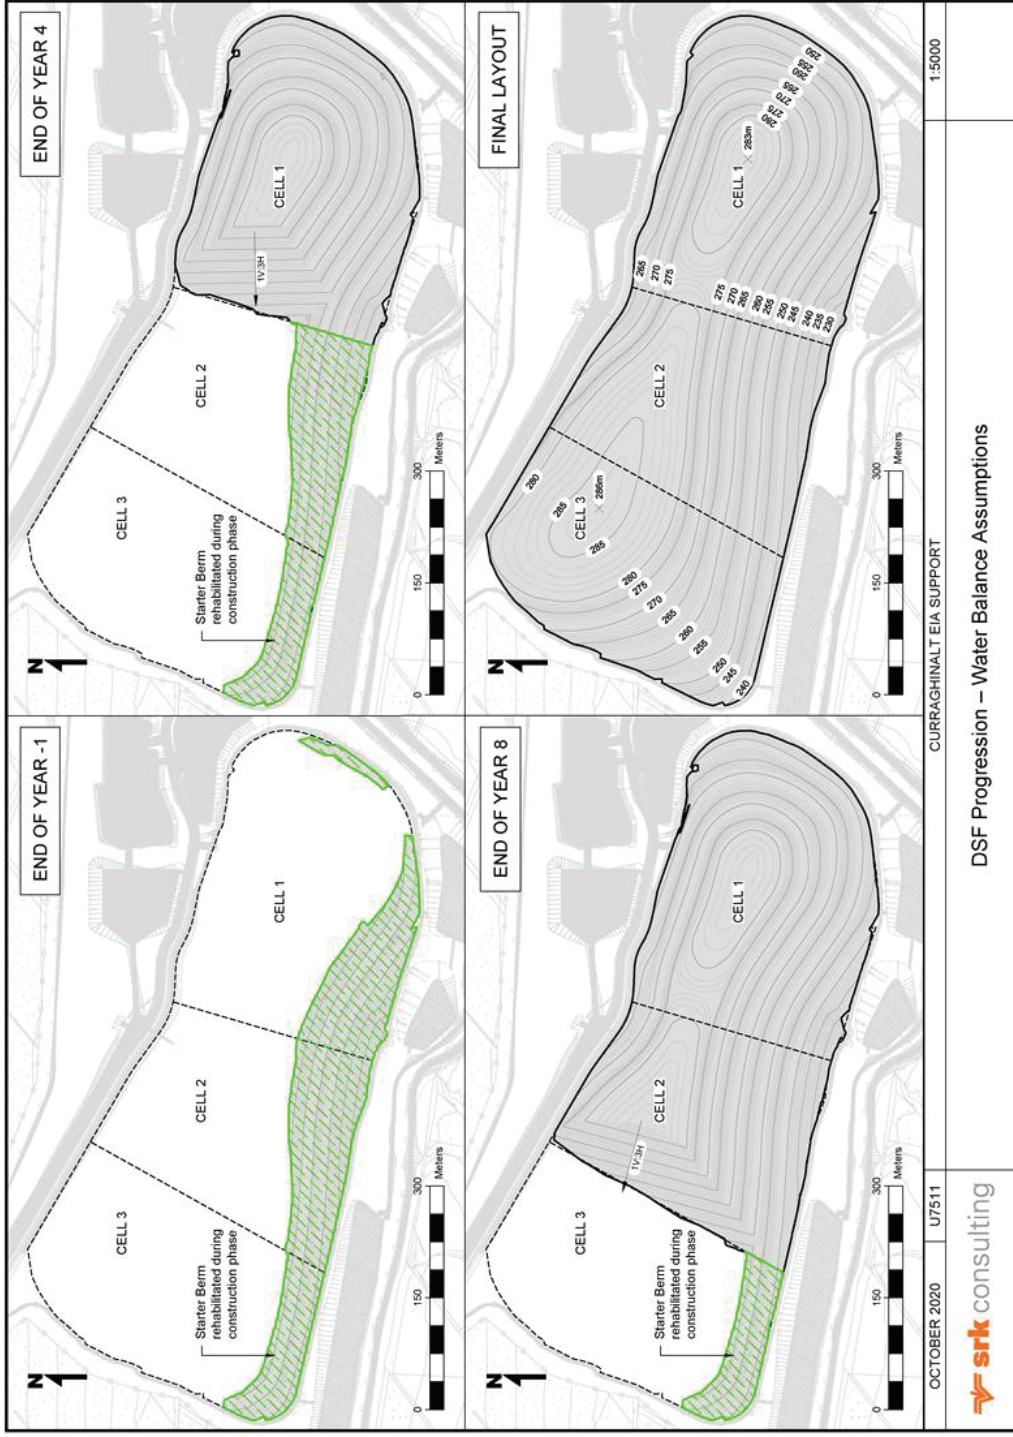 END OF YEAR -1
CELL 3
CELL 2
CELL 1
Starter Berm
rehabilitated during
construction phase
N
0 150 300
Meters
END OF YEAR 4
CELL 3
CELL 2
CELL 1
1V:3H
Starter Berm
rehabilitated during
construction phase
N
0 150 300
Meters
END OF YEAR 8
CELL 3
CELL 2
CELL 1
1V:3H
Starter Berm
rehabilitated during
construction phase
N
0 150 300
Meters
FINAL LAYOUT
CELL 3
CELL 2
CELL 1
280
285
286m
285
280
275
270
265
260
255
250
245
240
265
270
275
275
270
265
260
255
250
245
240
235
230
283m
280
275
270
265
260
255
250
N
0 150 300
Meters
OCTOBER 2020
U7511
CURRAGHINALT EIA SUPPORT
1:5000
srk consulting
DSF Progression – Water Balance Assumptions